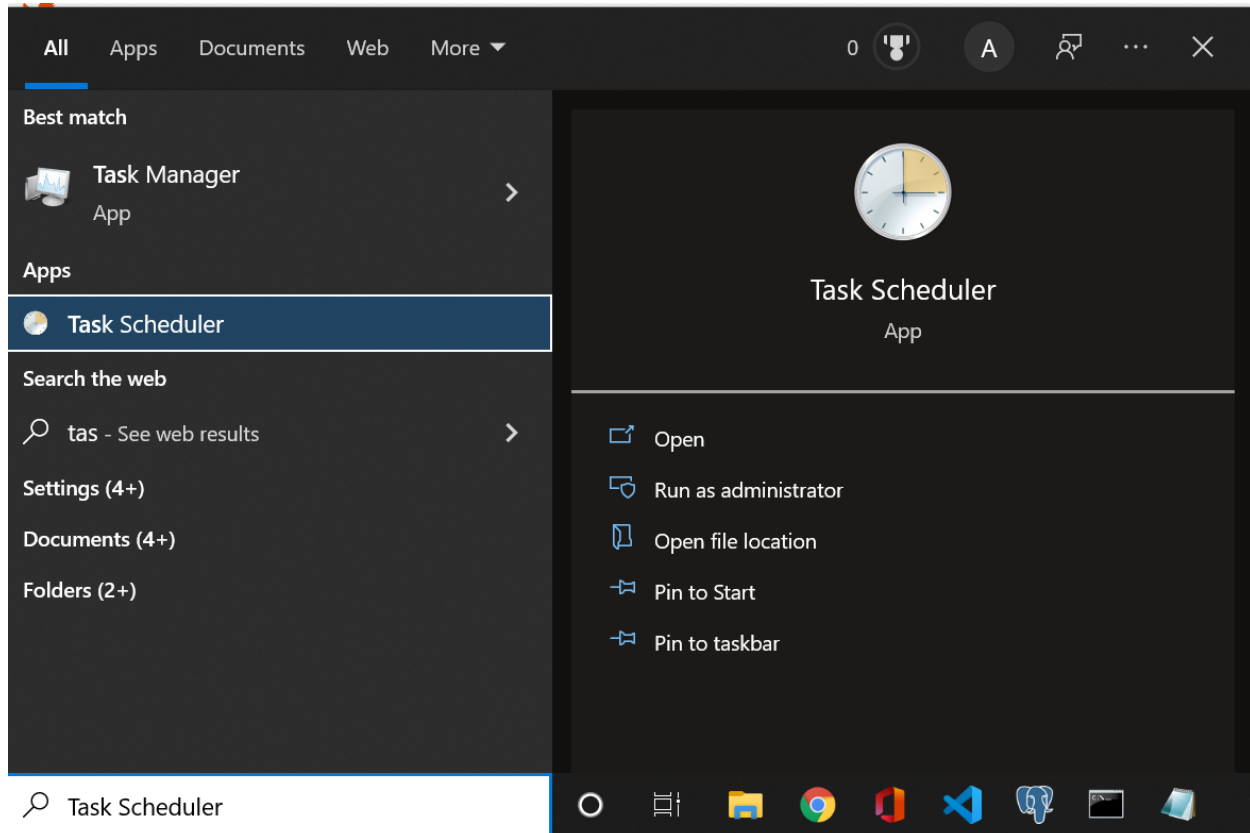 All Apps Documents Web More 0 A
Best match
Task Manager
App
Apps
Task Scheduler
Search the web
tas - See web results
Settings (4+)
Documents (4+)
Folders (2+)
Task Scheduler
App
Open
Run as administrator
Open file location
Pin to Start
Pin to taskbar
Task Scheduler